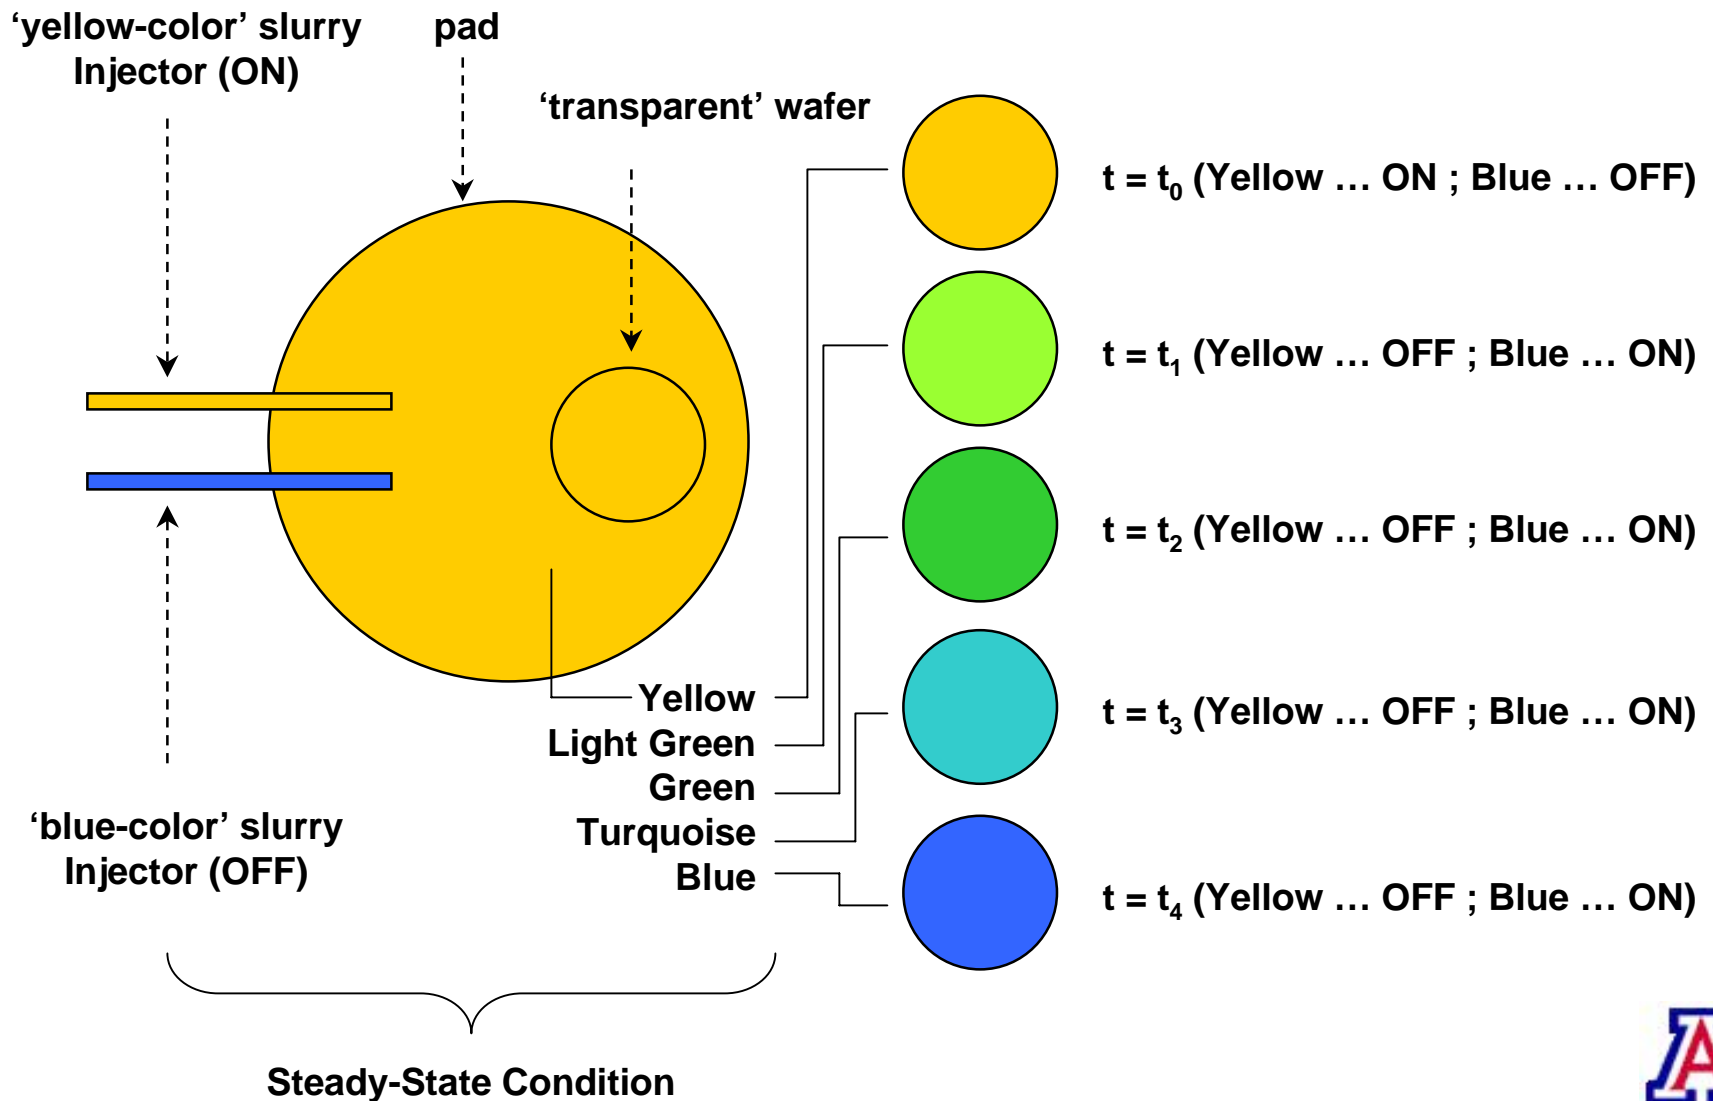 ‘yellow-color’ slurry
Injector (ON)
pad
‘transparent’ wafer
t = t0 (Yellow … ON ; Blue … OFF)
t = t1 (Yellow … OFF ; Blue … ON)
t = t2 (Yellow … OFF ; Blue … ON)
Yellow
Light Green
Green
Turquoise
Blue
t = t3 (Yellow … OFF ; Blue … ON)
‘blue-color’ slurry
Injector (OFF)
t = t4 (Yellow … OFF ; Blue … ON)
Steady-State Condition
A